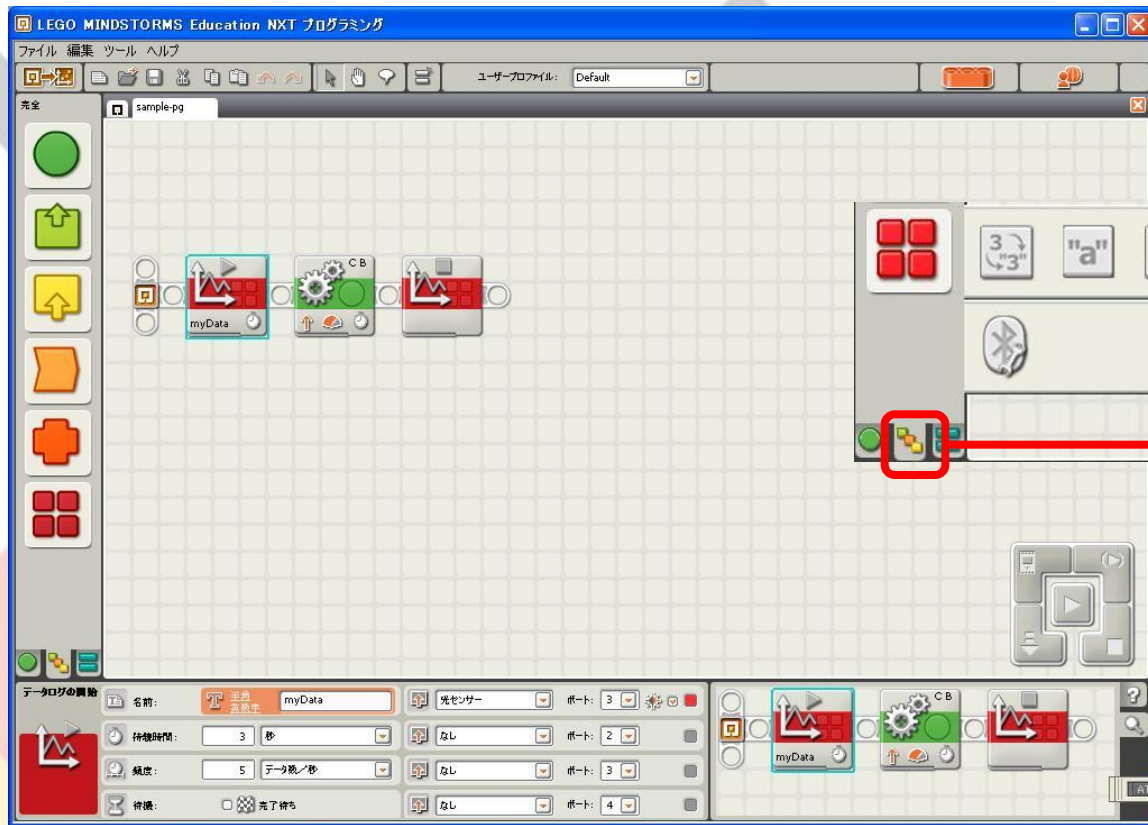 LEGO MINDSTORMS Education NXT プログラミング
ファイル 編集 ツール ヘルプ
ユーザープロファイル: Default
完全
sample-pg
C B
myData
3
"3"
"a"
データログの開始
名前:
半角
英数字
myData
光センサー
ポート: 3
待機時間:
3 秒
なし
ポート: 2
頻度:
5 データ数/秒
なし
ポート: 3
待機:
完了待ち
なし
ポート: 4
C B
myData
?